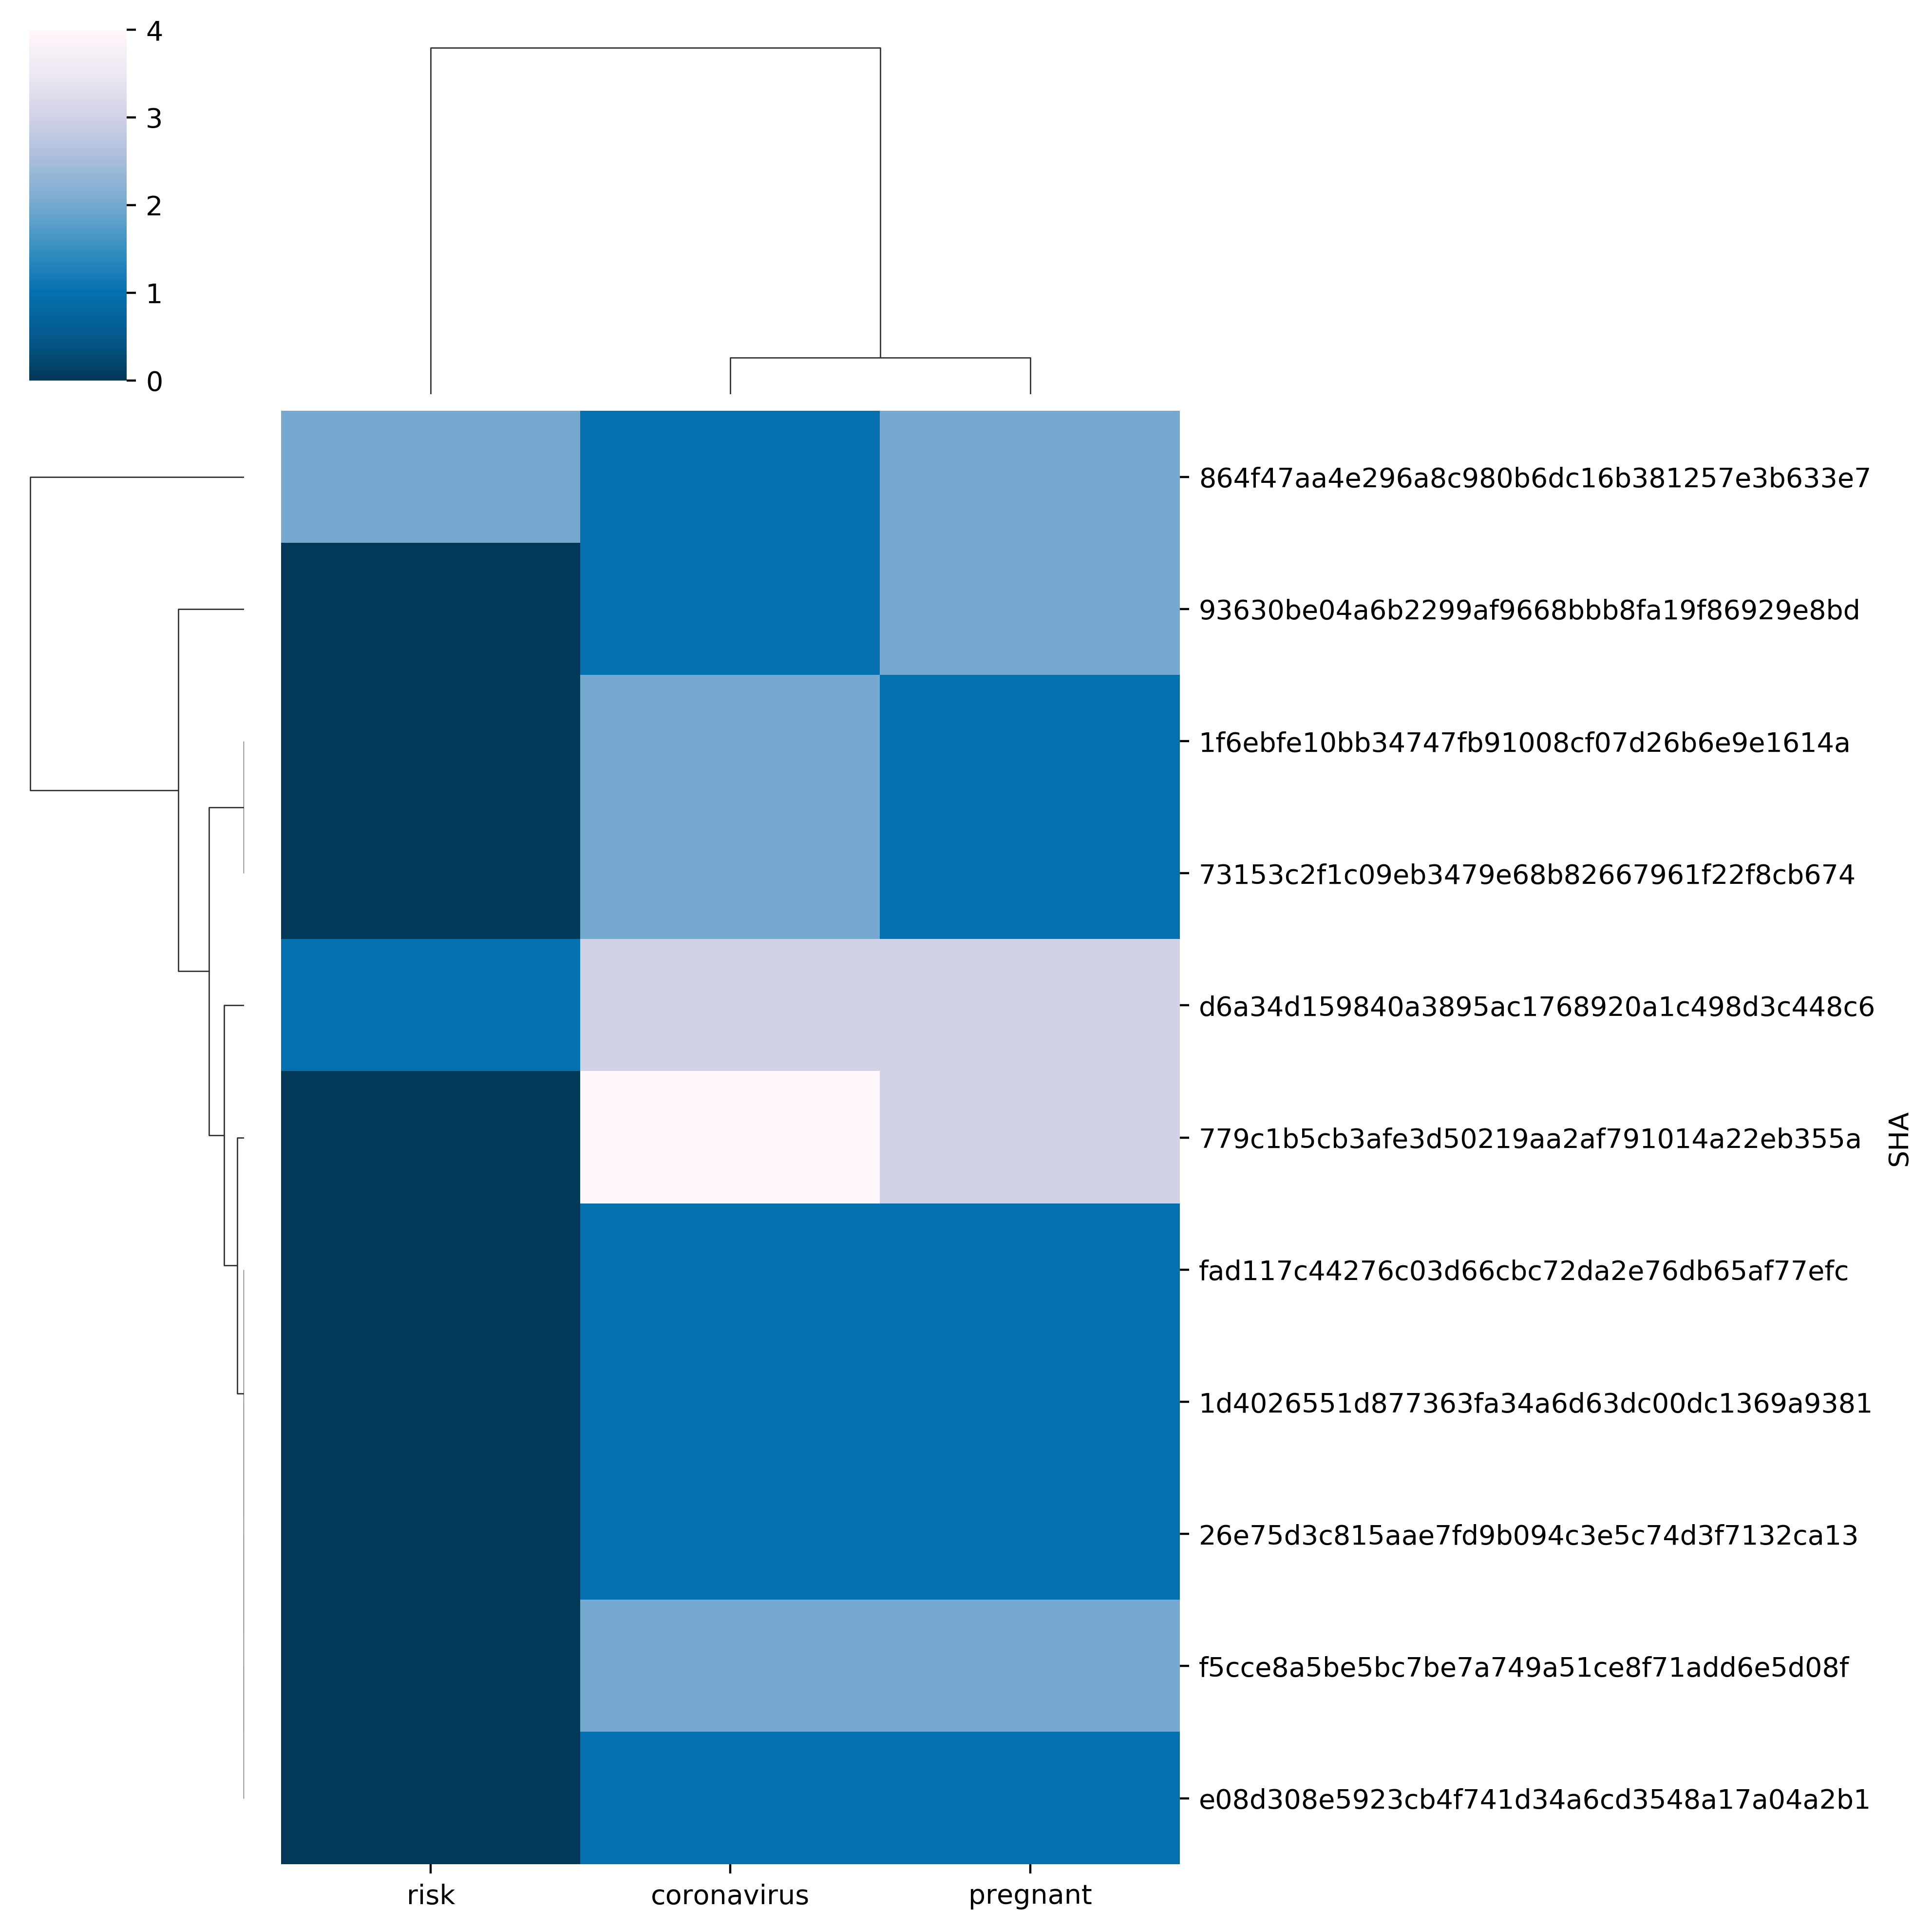 4
3
2
1
0
864f47aa4e296a8c980b6dc16b381257e3b633e7
93630be04a6b2299af9668bbb8fa19f86929e8bd
1f6ebfe10bb34747fb91008cf07d26b6e9e1614a
73153c2f1c09eb3479e68b82667961f22f8cb674
d6a34d159840a3895ac1768920a1c498d3c448c6
779c1b5cb3afe3d50219aa2af791014a22eb355a
SHA
fad117c44276c03d66cbc72da2e76db65af77efc
1d4026551d877363fa34a6d63dc00dc1369a9381
26e75d3c815aae7fd9b094c3e5c74d3f7132ca13
f5cce8a5be5bc7be7a749a51ce8f71add6e5d08f
e08d308e5923cb4f741d34a6cd3548a17a04a2b1
risk coronavirus pregnant